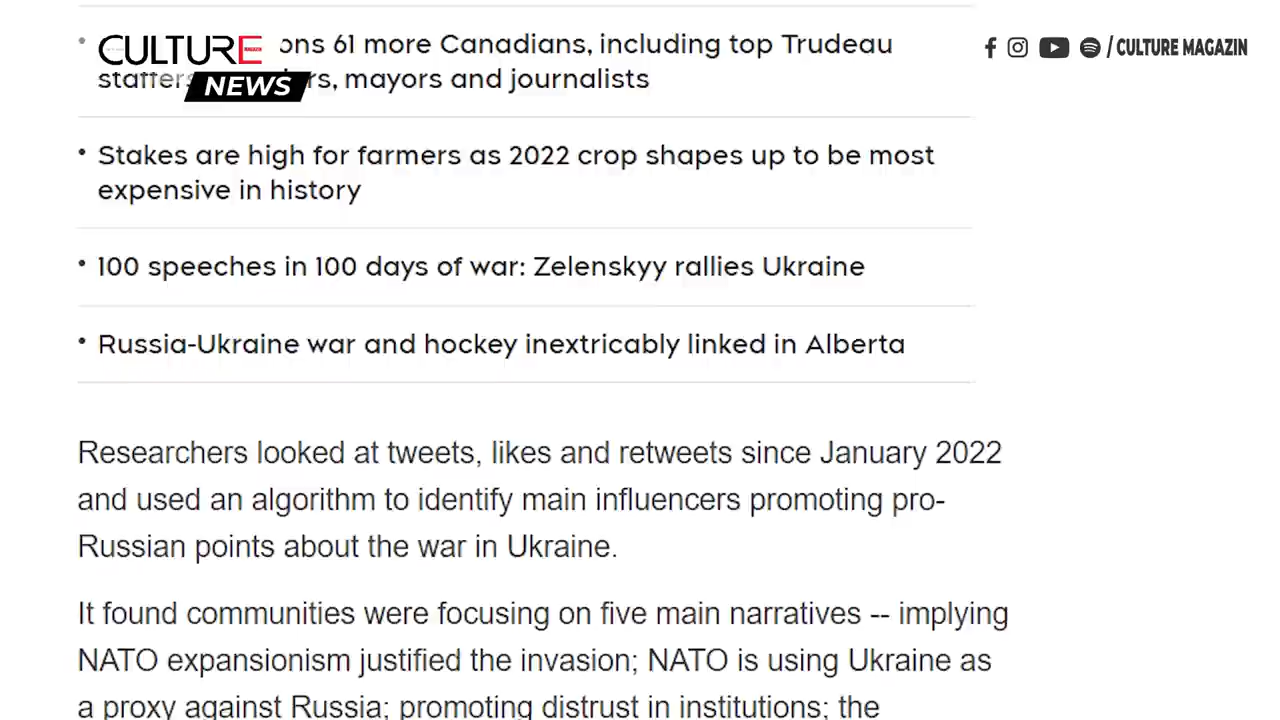 CULTURE
NEWS
/ CULTURE MAGAZIN
ons 61 more Canadians, including top Trudeau
rs, mayors and journalists
• Stakes are high for farmers as 2022 crop shapes up to be most
expensive in history
• 100 speeches in 100 days of war: Zelenskyy rallies Ukraine
• Russia-Ukraine war and hockey inextricably linked in Alberta
Researchers looked at tweets, likes and retweets since January 2022
and used an algorithm to identify main influencers promoting pro-
Russian points about the war in Ukraine.
It found communities were focusing on five main narratives -- implying
NATO expansionism justified the invasion; NATO is using Ukraine as
a proxy against Russia; promoting distrust in institutions; the